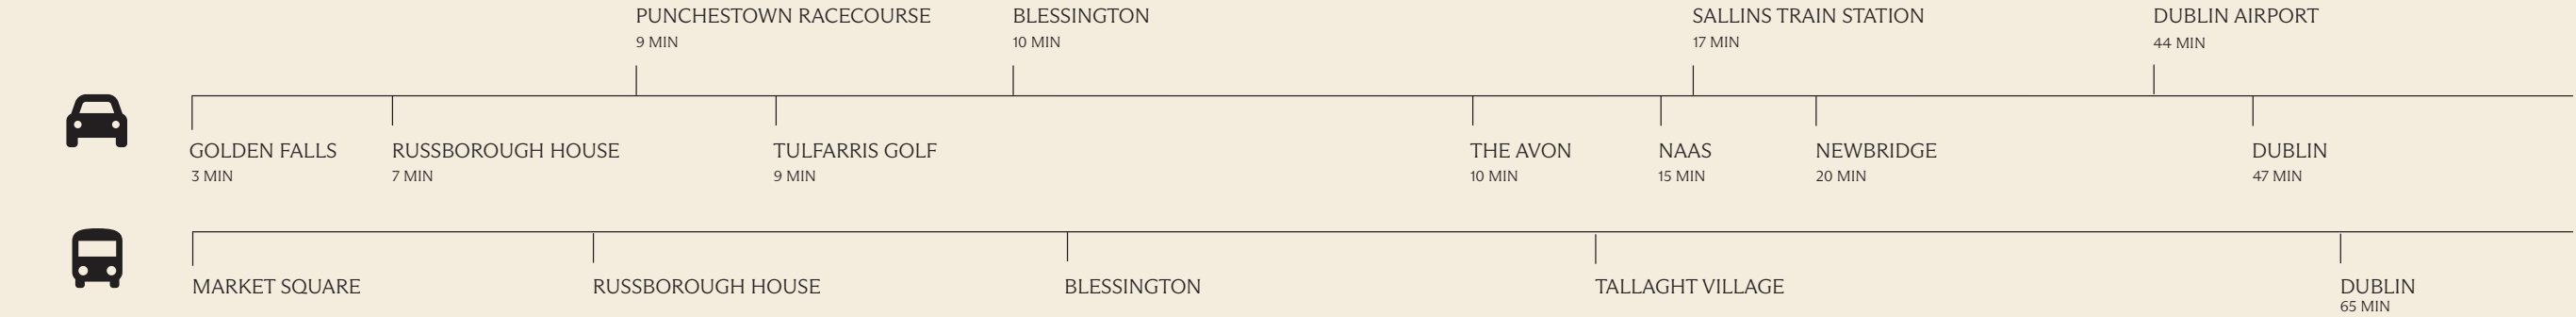 PUNCHESTOWN RACECOURSE
9 MIN
BLESSINGTON
10 MIN
SALLINS TRAIN STATION
17 MIN
DUBLIN AIRPORT
44 MIN
GOLDEN FALLS
3 MIN
RUSSBOROUGH HOUSE
7 MIN
TULFARRIS GOLF
9 MIN
THE AVON
10 MIN
NAAS
15 MIN
NEWBRIDGE
20 MIN
DUBLIN
47 MIN
MARKET SQUARE
RUSSBOROUGH HOUSE
BLESSINGTON
TALLAGHT VILLAGE
DUBLIN
65 MIN